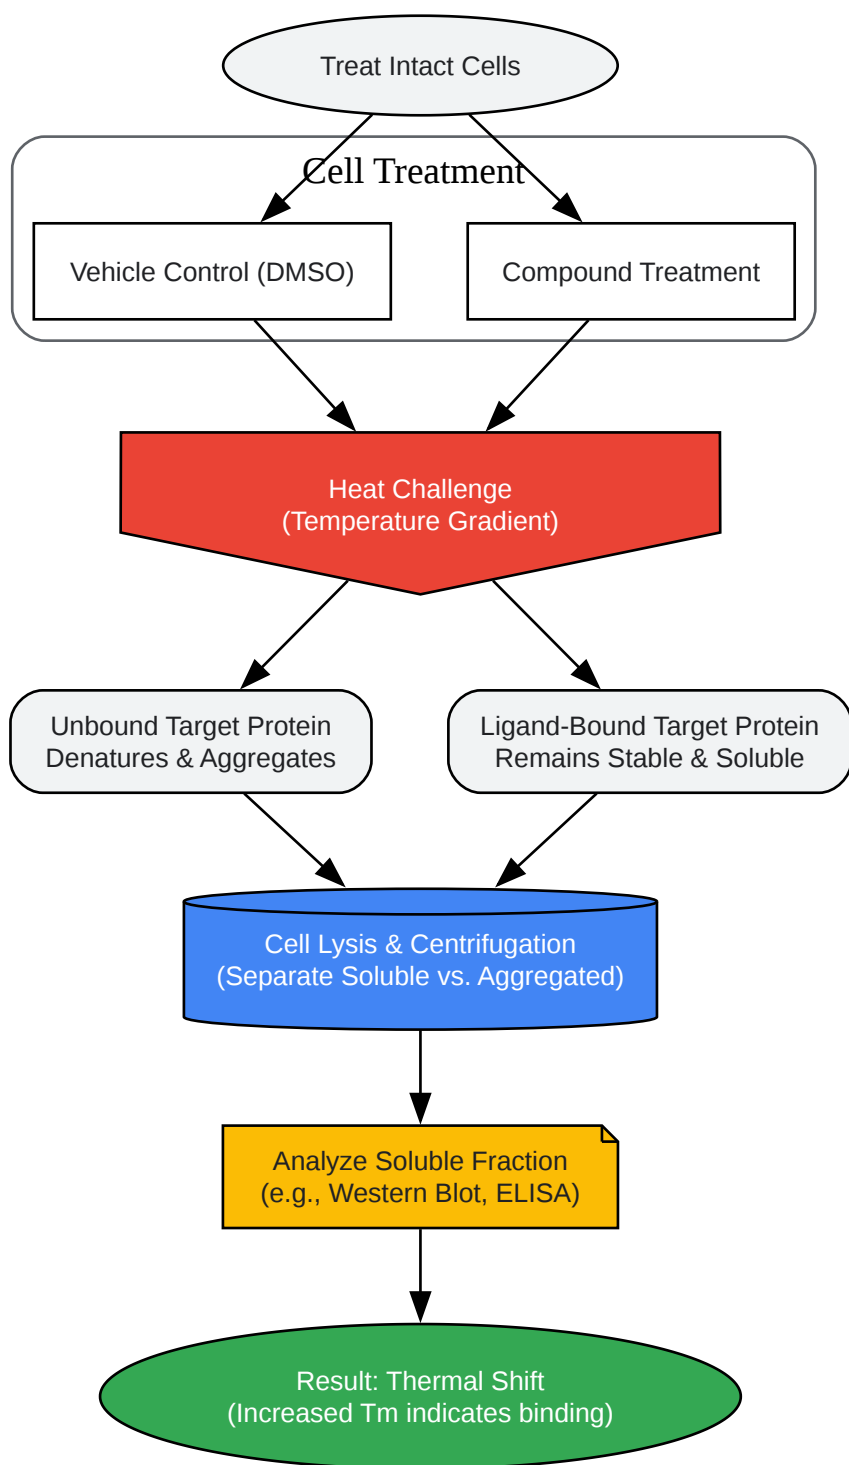 Treat Intact Cells
Cell Treatment
Vehicle Control (DMSO)
Compound Treatment
Heat Challenge
(Temperature Gradient)
Unbound Target Protein
Denatures & Aggregates
Ligand-Bound Target Protein
Remains Stable & Soluble
Cell Lysis & Centrifugation
(Separate Soluble vs. Aggregated)
Analyze Soluble Fraction
(e.g., Western Blot, ELISA)
Result: Thermal Shift
(Increased Tm indicates binding)